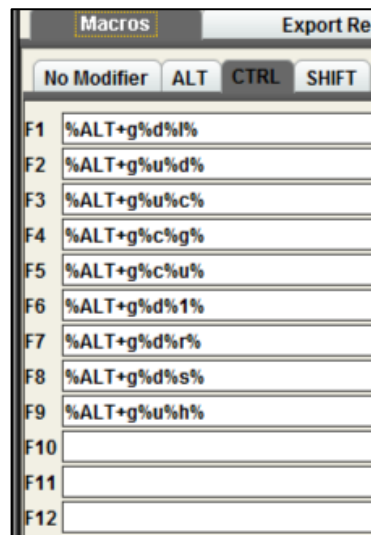 Macros Export Re
No Modifier ALT CTRL SHIFT
F1 %ALT+g%d%l%
F2 %ALT+g%u%d%
F3 %ALT+g%u%c%
F4 %ALT+g%c%g%
F5 %ALT+g%c%u%
F6 %ALT+g%d%1%
F7 %ALT+g%d%r%
F8 %ALT+g%d%s%
F9 %ALT+g%u%h%
F10
F11
F12